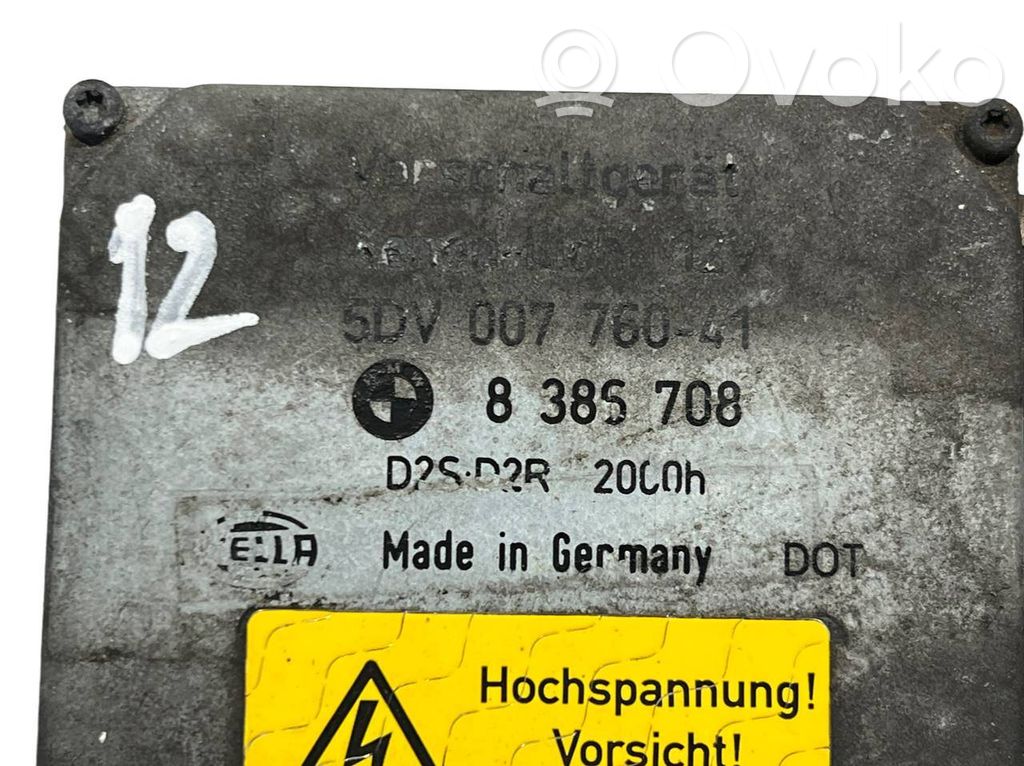 Ovoko
Vorschaltgerät
12
5DV 007 760-41
8 385 708
D2S·D2R 2000h
ELLA Made in Germany DOT
Hochspannung!
Vorsicht!